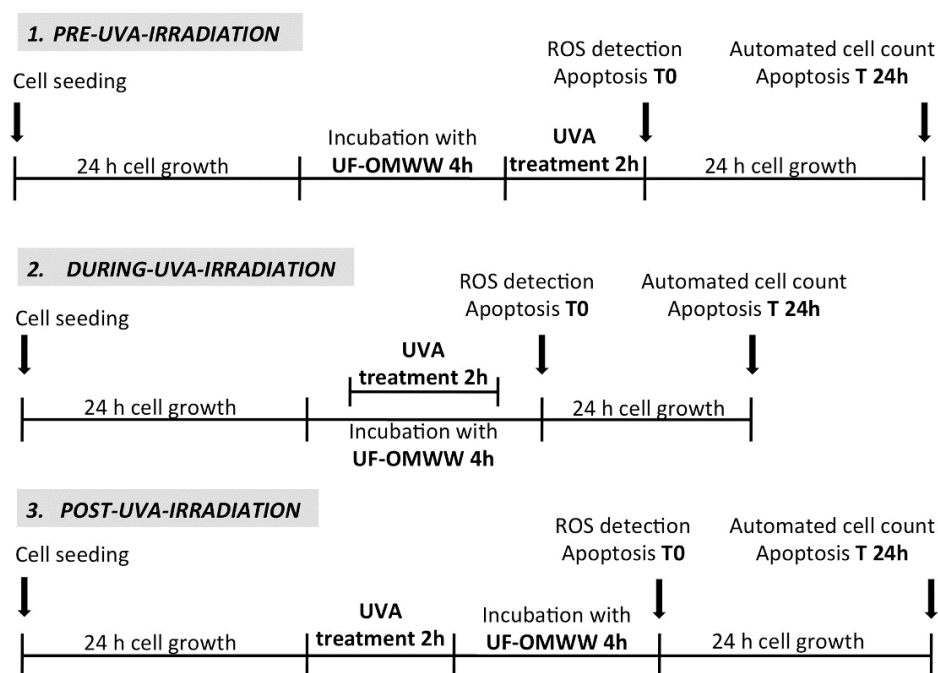 1. PRE-UVA-IRRADIATION
ROS detection
Apoptosis T0
Automated cell count
Apoptosis T 24h
Cell seeding
24 h cell growth
Incubation with
UF-OMWW 4h
UVA
treatment 2h
24 h cell growth
2. DURING-UVA-IRRADIATION
ROS detection
Apoptosis T0
Automated cell count
Apoptosis T 24h
Cell seeding
UVA
treatment 2h
24 h cell growth
Incubation with
UF-OMWW 4h
24 h cell growth
3. POST-UVA-IRRADIATION
ROS detection
Apoptosis T0
Automated cell count
Apoptosis T 24h
Cell seeding
24 h cell growth
UVA
treatment 2h
Incubation with
UF-OMWW 4h
24 h cell growth